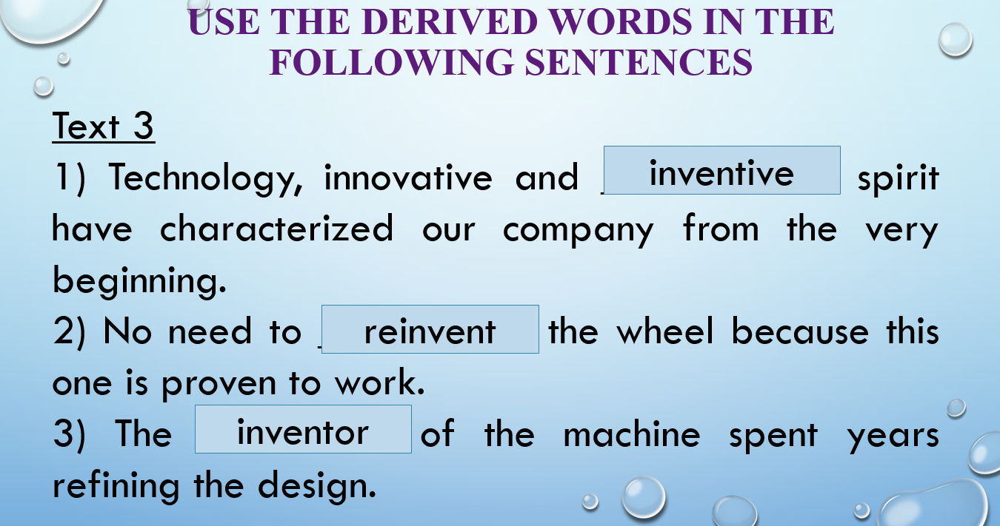 USE THE DERIVED WORDS IN THE
FOLLOWING SENTENCES
Text 3
1) Technology, innovative and _ inventive spirit
have characterized our company from the very
beginning.
2) No need to _ reinvent the wheel because this
one is proven to work.
3) The inventor of the machine spent years
refining the design.